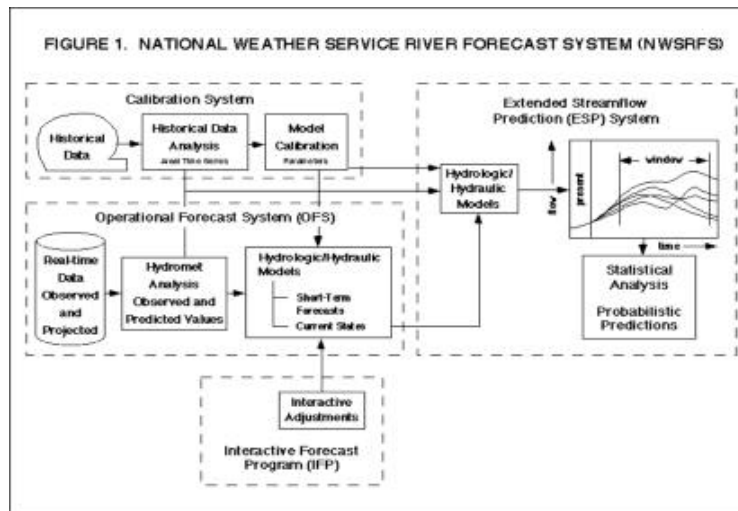 FIGURE 1. NATIONAL WEATHER SERVICE RIVER FORECAST SYSTEM (NWSRFS)
Calibration System
Historical
Data
Historical Data
Analysis
Areal Time Series
Model
Calibration
Parameters
Extended Streamflow
Prediction (ESP) System
Hydrologic/
Hydraulic
Models
flow
present
window
time
Statistical
Analysis
Probabilistic
Predictions
Operational Forecast System (OFS)
Real-time
Data
Observed
and
Projected
Hydromet
Analysis
Observed and
Predicted Values
Hydrologic/Hydraulic
Models
Short-Term
Forecasts
Current States
Interactive
Adjustments
Interactive Forecast
Program (IFP)